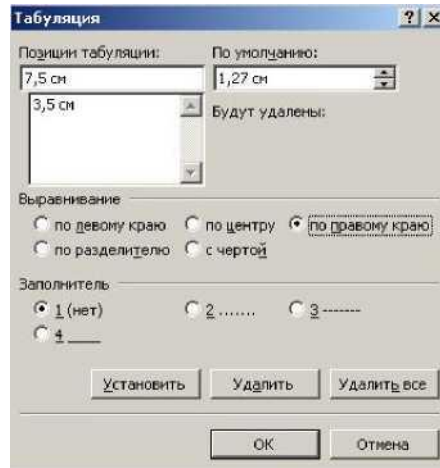 Табуляция
Позиции табуляции: По умолчанию:
7,5 см 1,27 см
3,5 см Будут удалены:
Выравнивание
по левому краю по центру по правому краю
по разделителю с чертой
Заполнитель
1 (нет) 2 ....... 3 -------
4 ____
Установить Удалить Удалить все
ОК Отмена